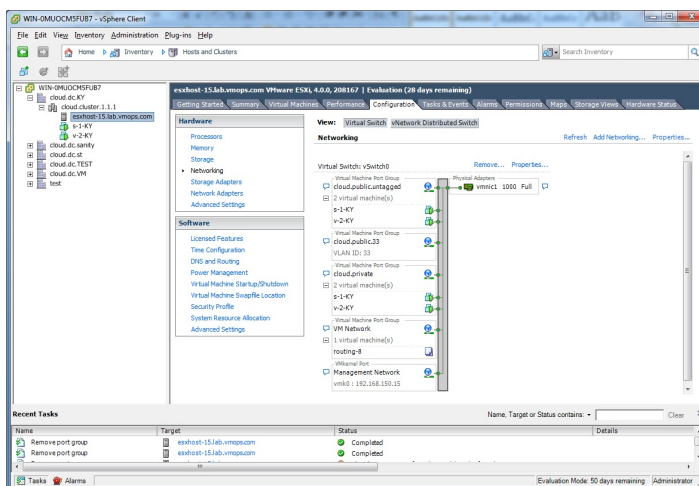 WIN-0MUOCM5FUB7 - vSphere Client
File Edit View Inventory Administration Plug-ins Help
Home Inventory Hosts and Clusters
Search Inventory
WIN-0MUOCM5FUB7
cloud.dc.KY
cloud.cluster.1.1.1
esxhost-15.lab.vmops.com
s-1-KY
v-2-KY
cloud.dc.sanity
cloud.dc.st
cloud.dc.TEST
cloud.dc.VM
test
esxhost-15.lab.vmops.com VMware ESXi, 4.0.0, 208167 | Evaluation (28 days remaining)
Getting Started Summary Virtual Machines Performance Configuration Tasks & Events Alarms Permissions Maps Storage Views Hardware Status
Hardware
Processors
Memory
Storage
Networking
Storage Adapters
Network Adapters
Advanced Settings
Software
Licensed Features
Time Configuration
DNS and Routing
Power Management
Virtual Machine Startup/Shutdown
Virtual Machine Swapfile Location
Security Profile
System Resource Allocation
Advanced Settings
View: Virtual Switch vNetwork Distributed Switch
Networking
Refresh Add Networking... Properties...
Virtual Switch: vSwitch0 Remove... Properties...
Virtual Machine Port Group
cloud.public.untagged
2 virtual machine(s)
s-1-KY
v-2-KY
Physical Adapters
vmnic1 1000 Full
Virtual Machine Port Group
cloud.public.33
VLAN ID: 33
Virtual Machine Port Group
cloud.private
2 virtual machine(s)
s-1-KY
v-2-KY
Virtual Machine Port Group
VM Network
1 virtual machine(s)
routing-8
VMkernel Port
Management Network
vmk0 : 192.168.150.15
Recent Tasks
Name, Target or Status contains: Clear
Name Target Status Details
Remove port group esxhost-15.lab.vmops.com Completed
Remove port group esxhost-15.lab.vmops.com Completed
Tasks Alarms
Evaluation Mode: 50 days remaining Administrator